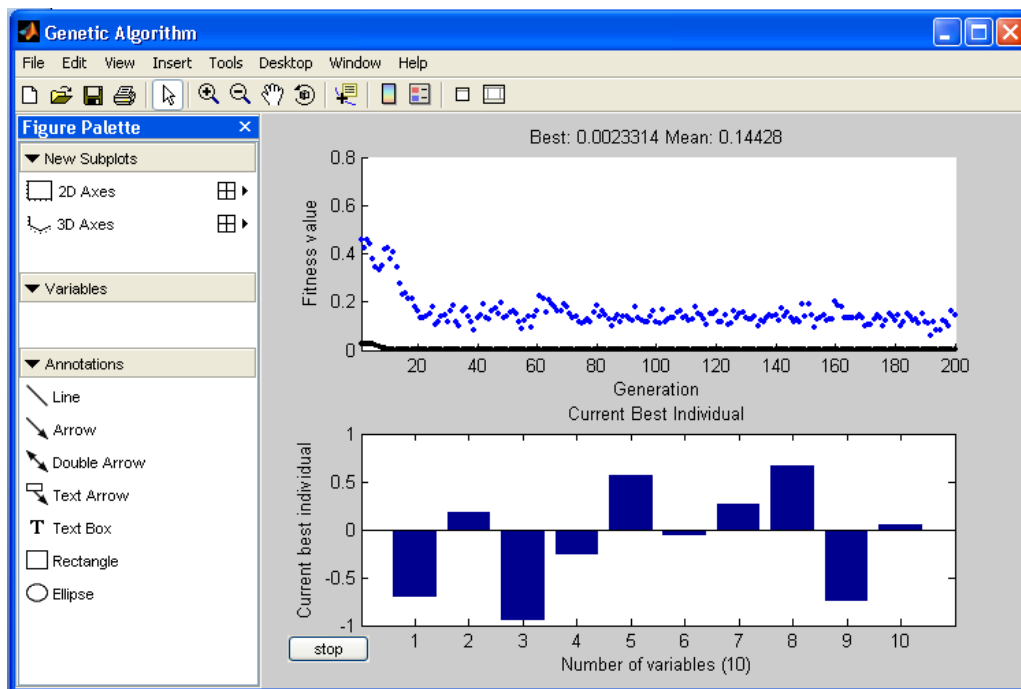 Genetic Algorithm
File Edit View Insert Tools Desktop Window Help
Figure Palette
New Subplots
2D Axes
3D Axes
Variables
Annotations
Line
Arrow
Double Arrow
Text Arrow
T Text Box
Rectangle
Ellipse
Best: 0.0023314 Mean: 0.14428
Fitness value
0.8
0.6
0.4
0.2
0
20 40 60 80 100 120 140 160 180 200
Generation
Current Best Individual
Current best individual
1
0.5
0
-0.5
-1
1 2 3 4 5 6 7 8 9 10
Number of variables (10)
stop